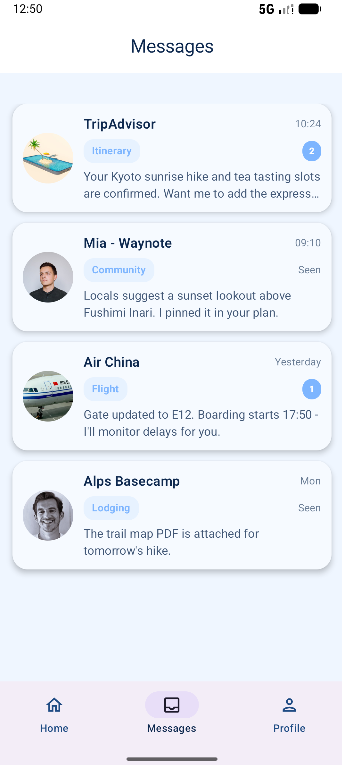 12:50
5G
Messages
TripAdvisor
10:24
Itinerary
2
Your Kyoto sunrise hike and tea tasting slots
are confirmed. Want me to add the express...
Mia - Waynote
09:10
Community
Seen
Locals suggest a sunset lookout above
Fushimi Inari. I pinned it in your plan.
Air China
Yesterday
Flight
1
Gate updated to E12. Boarding starts 17:50 -
I'll monitor delays for you.
Alps Basecamp
Mon
Lodging
Seen
The trail map PDF is attached for
tomorrow's hike.
Home
Messages
Profile